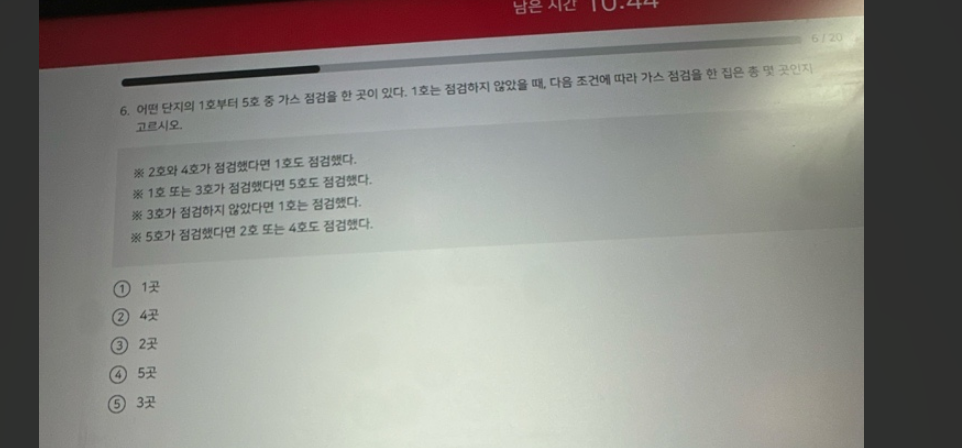 남은 시간 10:44
6 / 20
6. 어떤 단지의 1호부터 5호 중 가스 점검을 한 곳이 있다. 1호는 점검하지 않았을 때, 다음 조건에 따라 가스 점검을 한 집은 총 몇 곳인지
고르시오.
※ 2호와 4호가 점검했다면 1호도 점검했다.
※ 1호 또는 3호가 점검했다면 5호도 점검했다.
※ 3호가 점검하지 않았다면 1호는 점검했다.
※ 5호가 점검했다면 2호 또는 4호도 점검했다.
① 1곳
② 4곳
③ 2곳
④ 5곳
⑤ 3곳